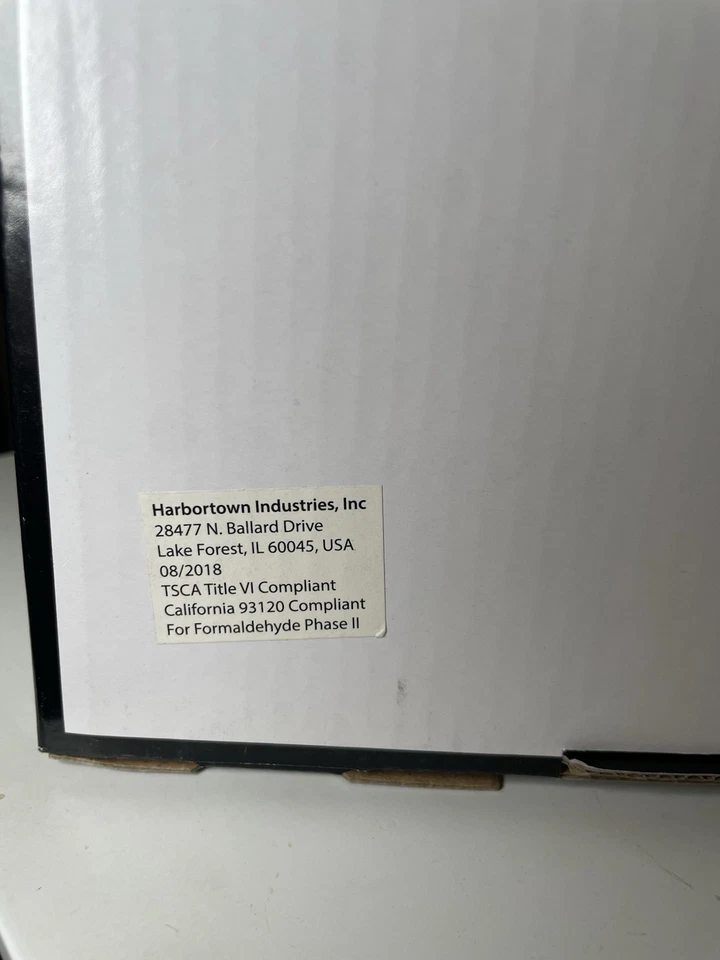 Harbortown Industries, Inc
28477 N. Ballard Drive
Lake Forest, IL 60045, USA
08/2018
TSCA Title VI Compliant
California 93120 Compliant
For Formaldehyde Phase II